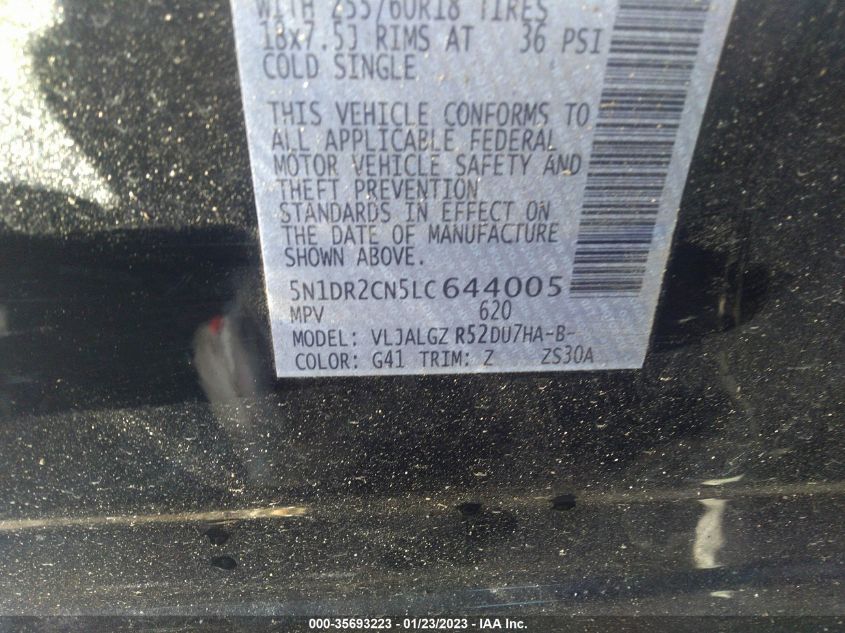 WITH 255/60R18 TIRES
18x7.5J RIMS AT 36 PSI
COLD SINGLE
THIS VEHICLE CONFORMS TO
ALL APPLICABLE FEDERAL
MOTOR VEHICLE SAFETY AND
THEFT PREVENTION
STANDARDS IN EFFECT ON
THE DATE OF MANUFACTURE
SHOWN ABOVE.
5N1DR2CN5LC644005
MPV 620
MODEL: VLJALGZ R52DU7HA-B-
COLOR: G41 TRIM: Z ZS30A
000-35693223 - 01/23/2023 - IAA Inc.